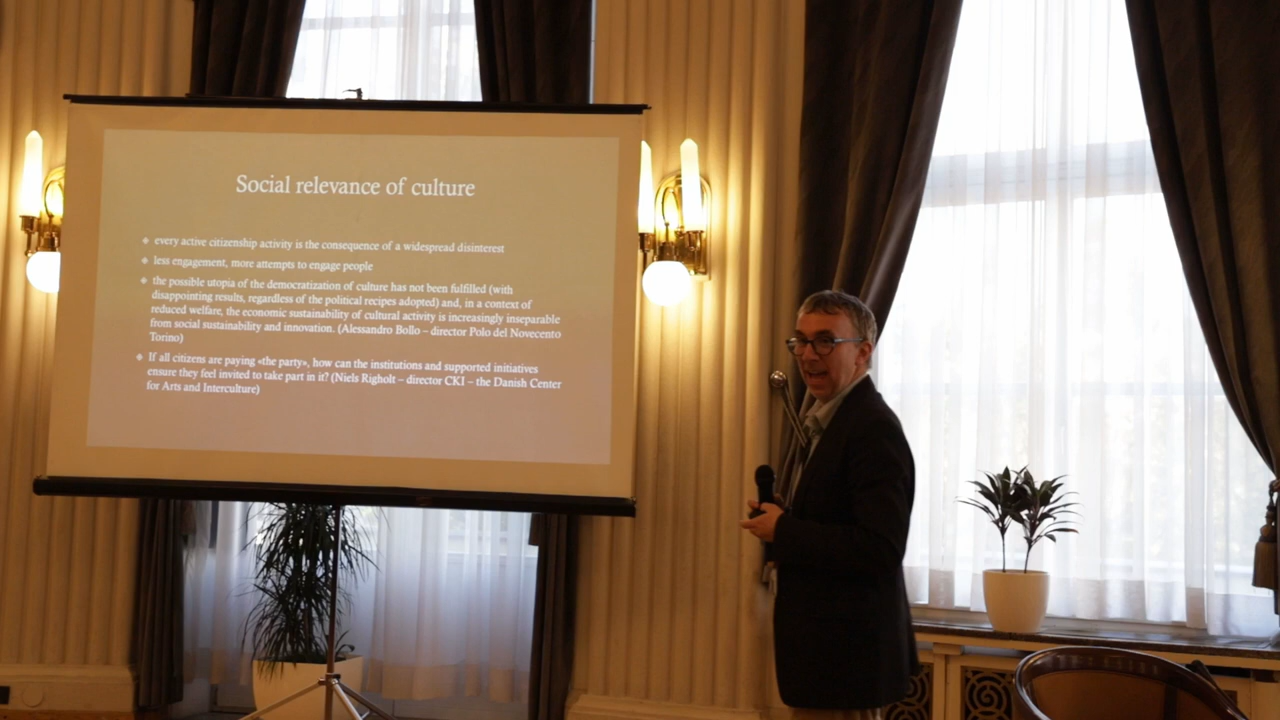 Social relevance of culture
every active citizenship activity is the consequence of a widespread disinterest
less engagement, more attempts to engage people
the possible utopia of the democratization of culture has not been fulfilled (with
disappointing results, regardless of the political recipes adopted) and, in a context of
reduced welfare, the economic sustainability of cultural activity is increasingly inseparable
from social sustainability and innovation. (Alessandro Bollo – director Polo del Novecento
Torino)
If all citizens are paying «the party», how can the institutions and supported initiatives
ensure they feel invited to take part in it? (Niels Righolt – director CKI – the Danish Center
for Arts and Interculture)